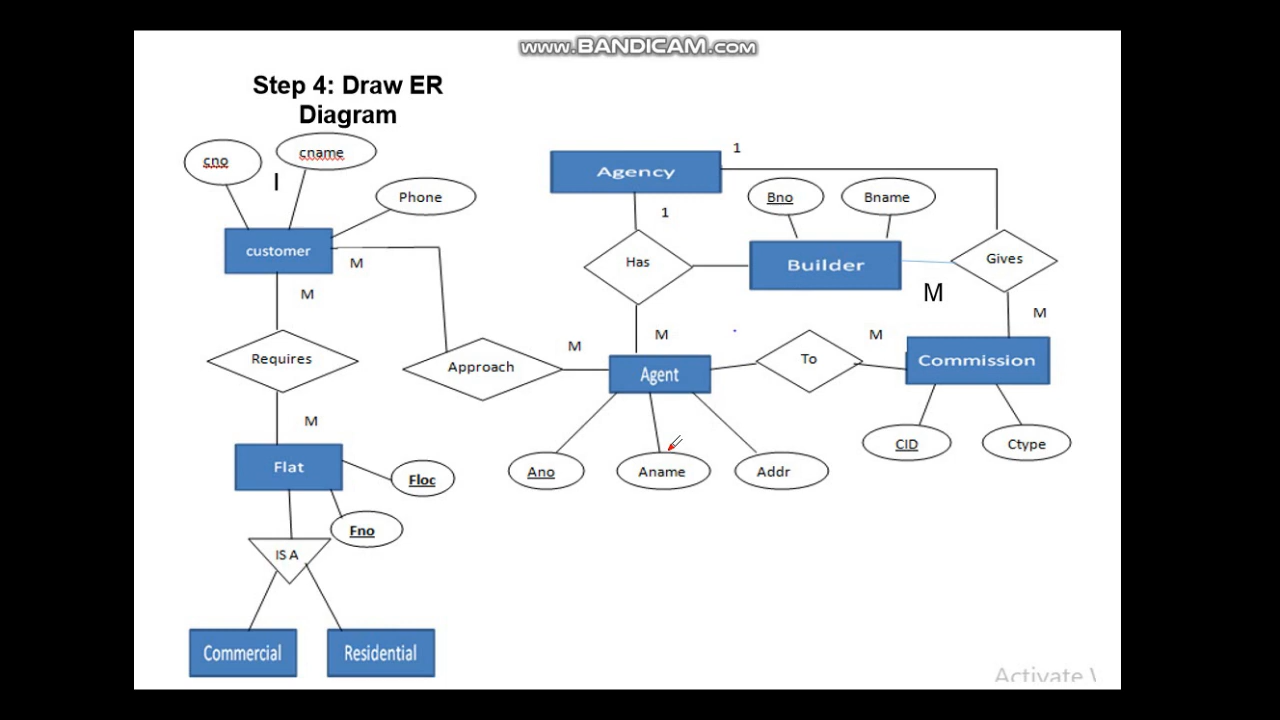 www.BANDICAM.com
Step 4: Draw ER
Diagram
cno
cname
I
Phone
Agency
1
1
Bno
Bname
customer
M
M
Has
Builder
Gives
M
M
Requires
Approach
M
M
Agent
To
M
Commission
M
Flat
Floc
Fno
Ano
Aname
Addr
CID
Ctype
IS A
Commercial
Residential
Activate